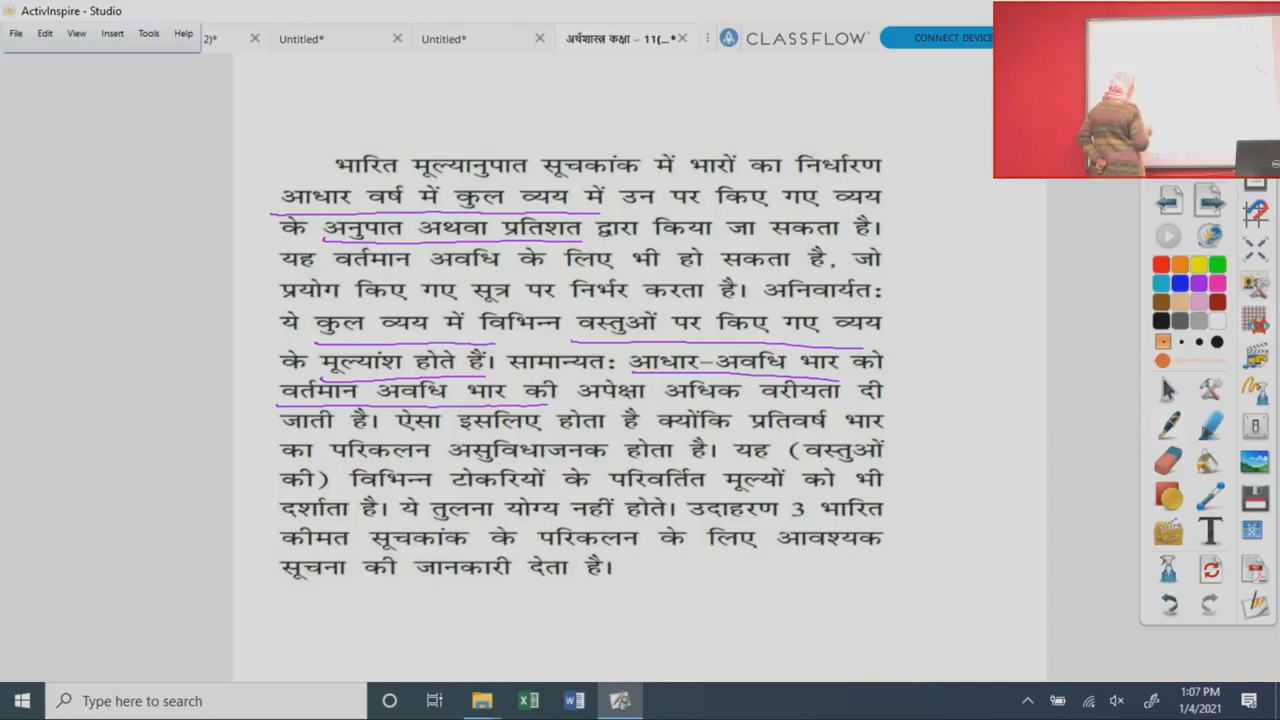 ActivInspire - Studio
File Edit View Insert Tools Help 2)* Untitled* Untitled* अर्थशास्त्र कक्षा – 11(...* CLASSFLOW CONNECT DEVICE
भारित मूल्यानुपात सूचकांक में भारों का निर्धारण
आधार वर्ष में कुल व्यय में उन पर किए गए व्यय
के अनुपात अथवा प्रतिशत द्वारा किया जा सकता है।
यह वर्तमान अवधि के लिए भी हो सकता है, जो
प्रयोग किए गए सूत्र पर निर्भर करता है। अनिवार्यत:
ये कुल व्यय में विभिन्न वस्तुओं पर किए गए व्यय
के मूल्यांश होते हैं। सामान्यत: आधार–अवधि भार को
वर्तमान अवधि भार की अपेक्षा अधिक वरीयता दी
जाती है। ऐसा इसलिए होता है क्योंकि प्रतिवर्ष भार
का परिकलन असुविधाजनक होता है। यह (वस्तुओं
की) विभिन्न टोकरियों के परिवर्तित मूल्यों को भी
दर्शाता है। ये तुलना योग्य नहीं होते। उदाहरण 3 भारित
कीमत सूचकांक के परिकलन के लिए आवश्यक
सूचना की जानकारी देता है।
Type here to search
1:07 PM
1/4/2021